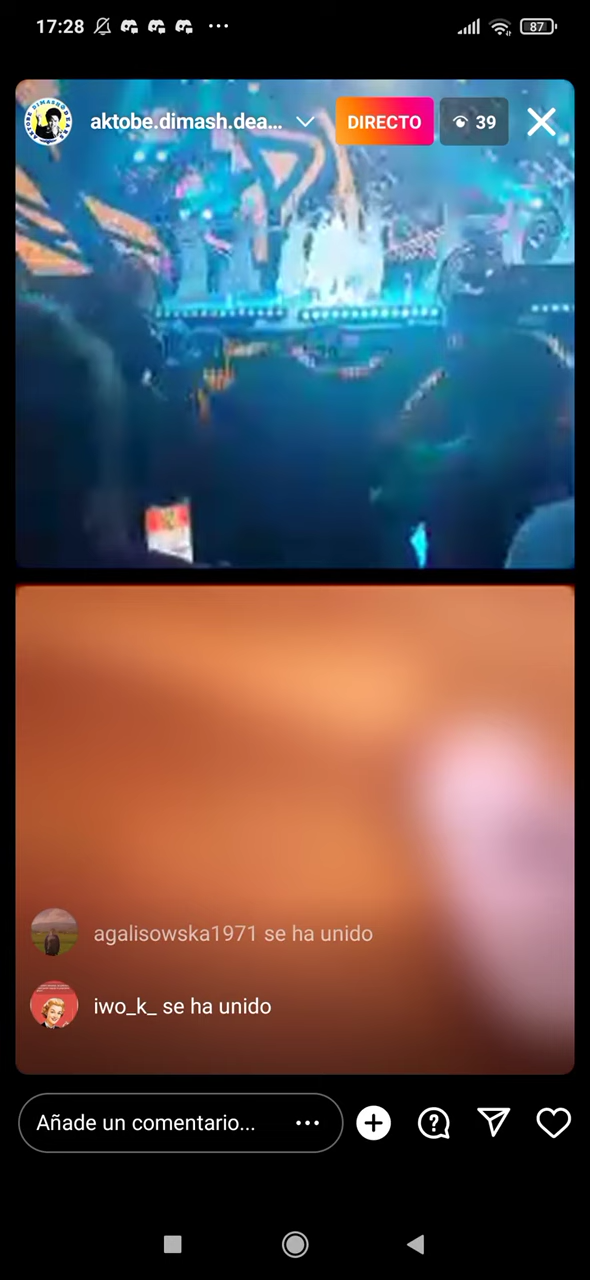 17:28
87
aktobe.dimash.dea...
DIRECTO
39
agalisowska1971 se ha unido
iwo_k_ se ha unido
Añade un comentario...